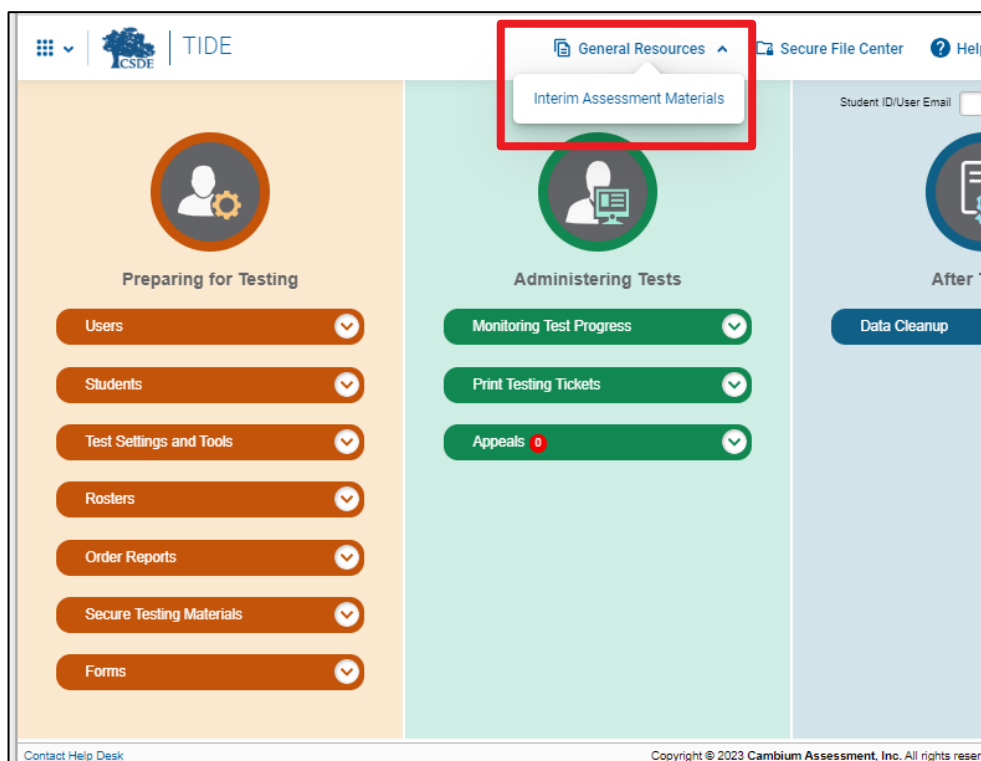 CSDE
TIDE
General Resources
Secure File Center
Interim Assessment Materials
Student ID/User Email
Preparing for Testing
Users
Students
Test Settings and Tools
Rosters
Order Reports
Secure Testing Materials
Forms
Administering Tests
Monitoring Test Progress
Print Testing Tickets
Appeals 0
After
Data Cleanup
Contact Help Desk
Copyright © 2023 Cambium Assessment, Inc. All rights